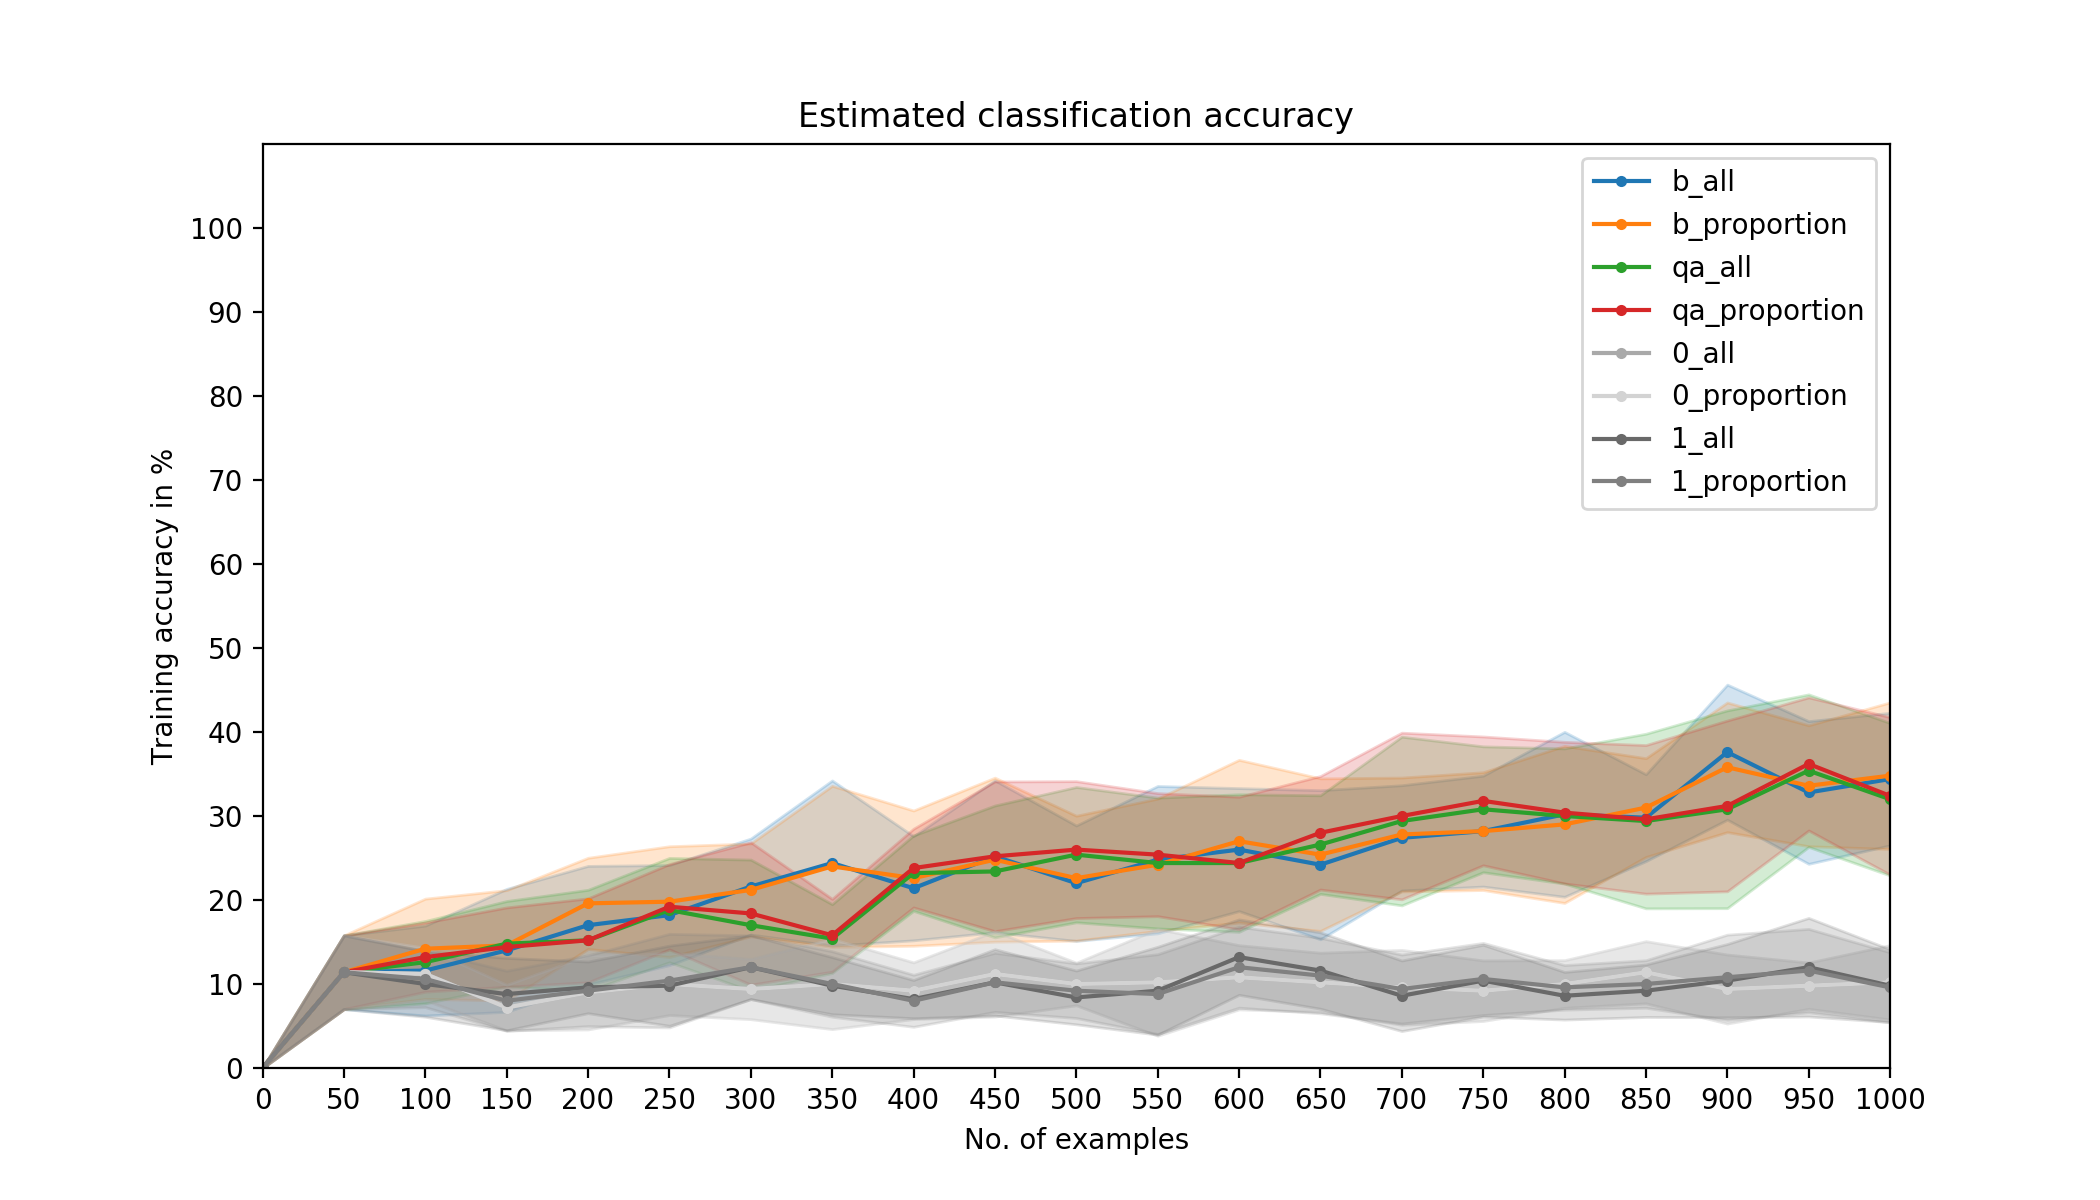 Estimated classification accuracy
b_all
b_proportion
qa_all
qa_proportion
0_all
0_proportion
1_all
1_proportion
100
90
80
70
60
50
40
30
20
10
0
Training accuracy in %
0 50 100 150 200 250 300 350 400 450 500 550 600 650 700 750 800 850 900 950 1000
No. of examples